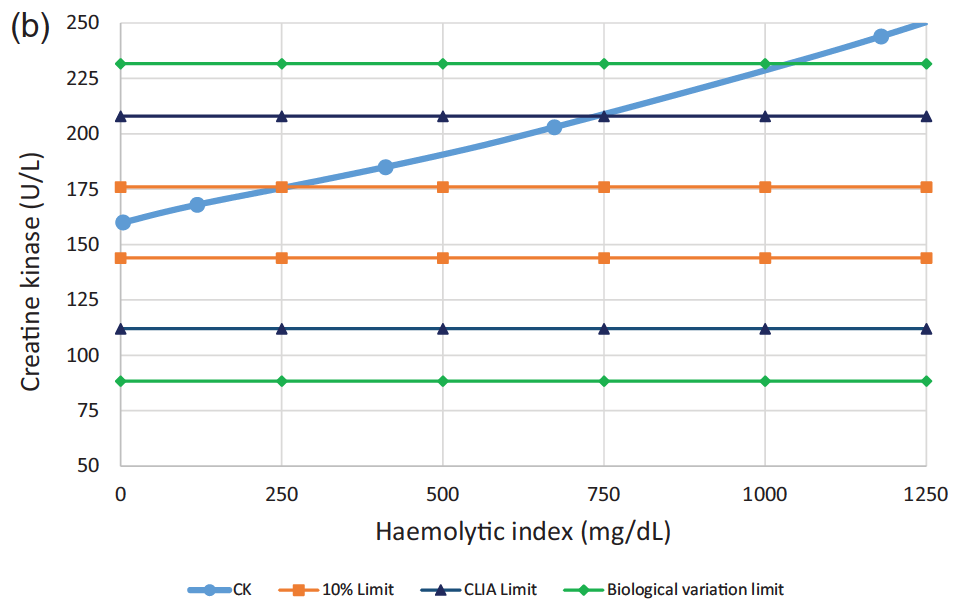 (b)
Creatine kinase (U/L)
250
225
200
175
150
125
100
75
50
0 250 500 750 1000 1250
Haemolytic index (mg/dL)
CK 10% Limit CLIA Limit Biological variation limit